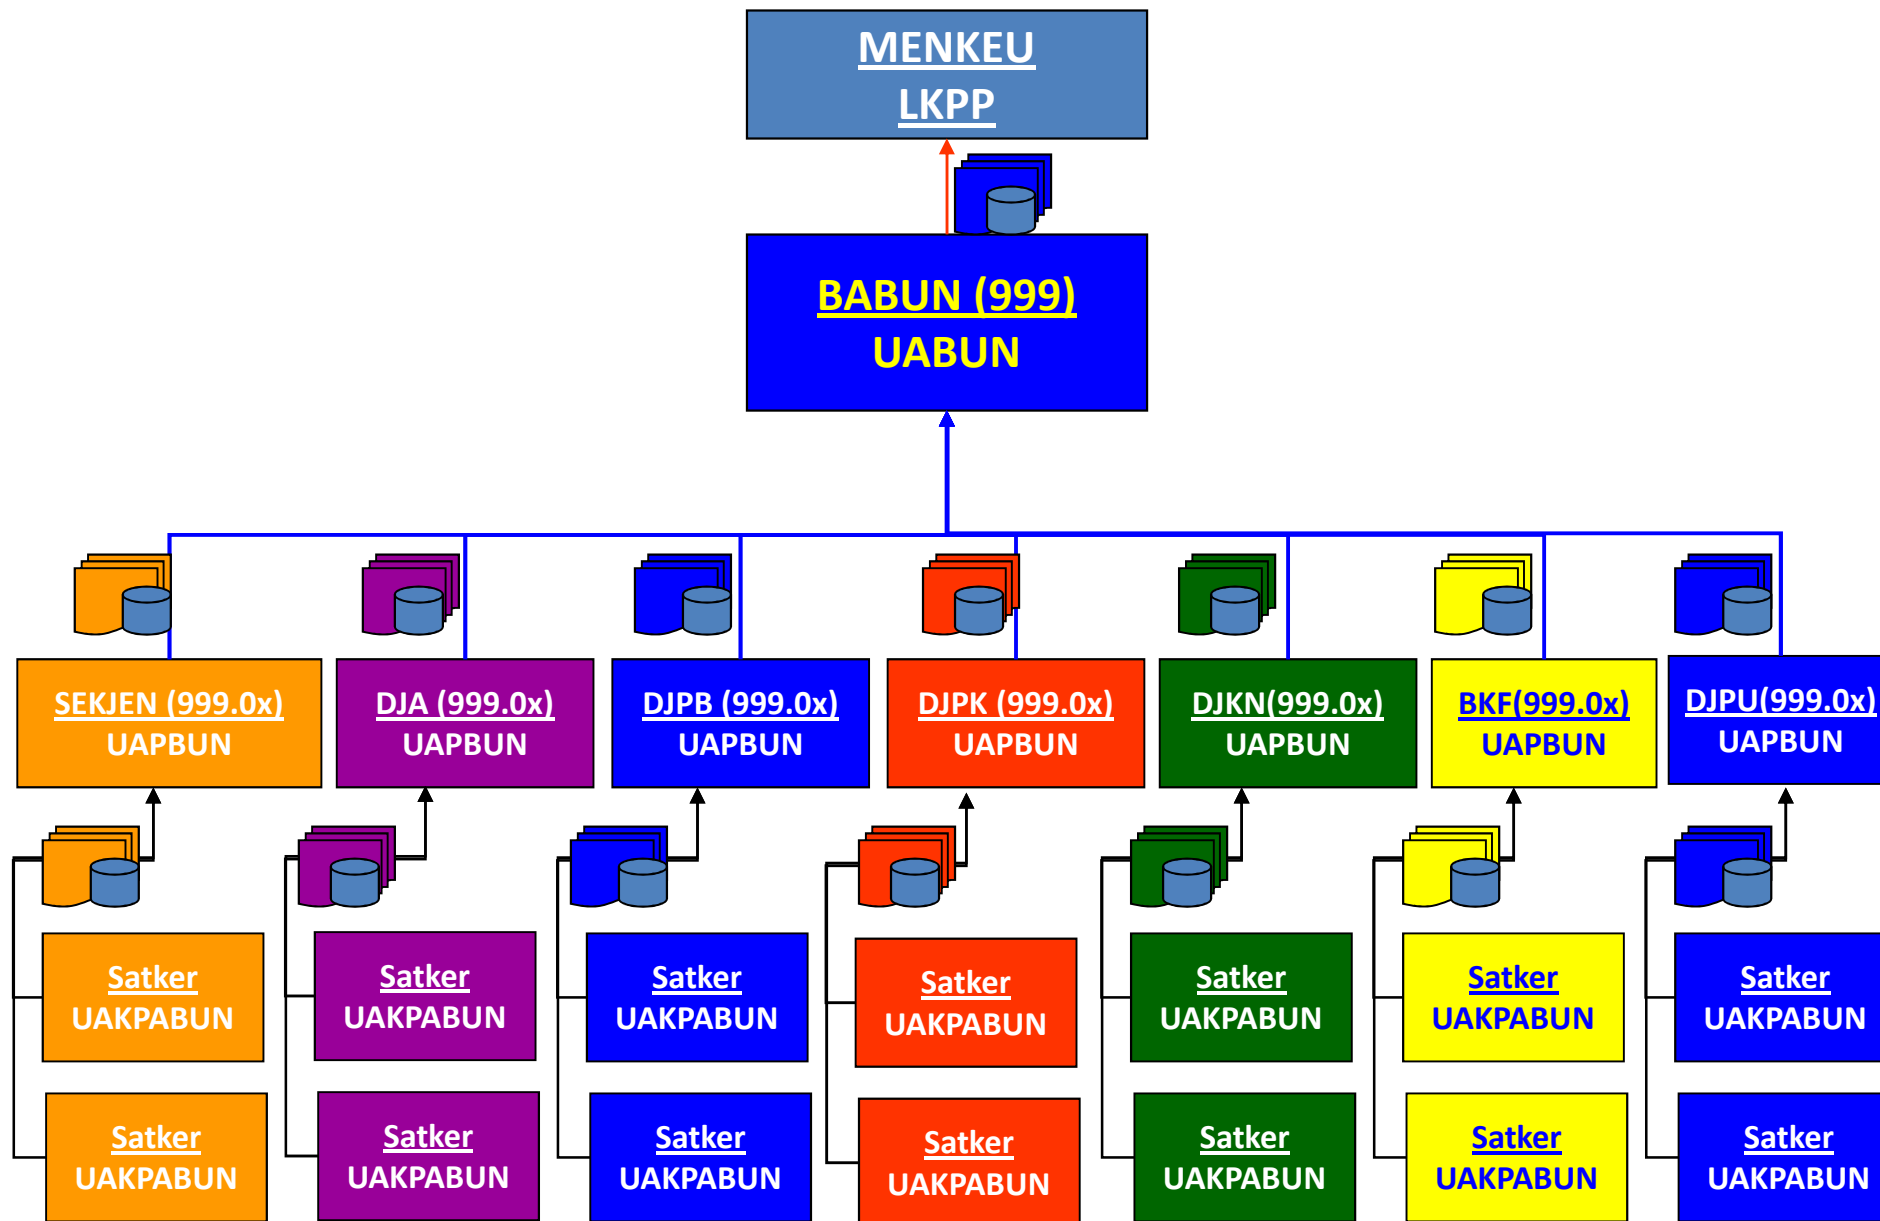 MENKEU
LKPP
BABUN (999)
UABUN
SEKJEN (999.0x)
UAPBUN
DJA (999.0x)
UAPBUN
DJPB (999.0x)
UAPBUN
DJPK (999.0x)
UAPBUN
DJKN(999.0x)
UAPBUN
BKF(999.0x)
UAPBUN
DJPU(999.0x)
UAPBUN
Satker
UAKPABUN
Satker
UAKPABUN
Satker
UAKPABUN
Satker
UAKPABUN
Satker
UAKPABUN
Satker
UAKPABUN
Satker
UAKPABUN
Satker
UAKPABUN
Satker
UAKPABUN
Satker
UAKPABUN
Satker
UAKPABUN
Satker
UAKPABUN
Satker
UAKPABUN
Satker
UAKPABUN